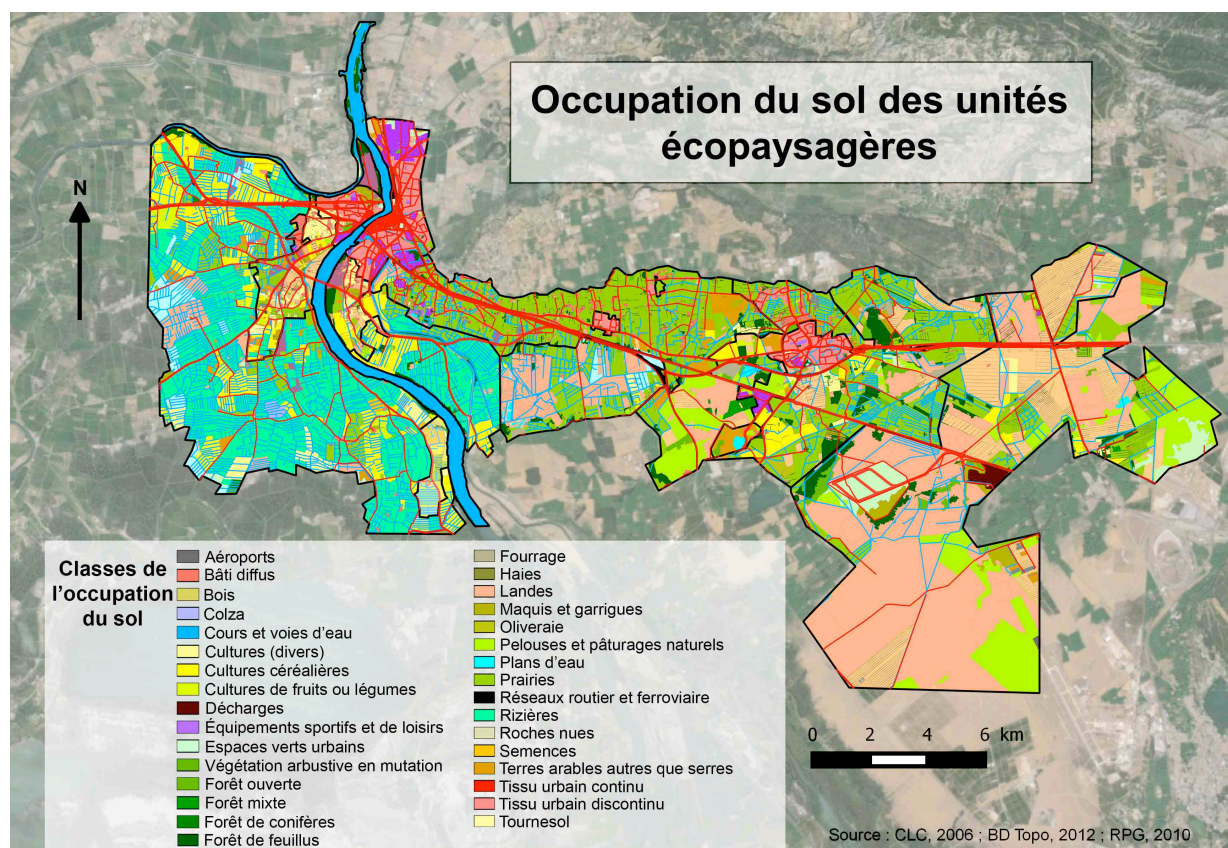 Occupation du sol des unités
écopaysagères
N
Classes de
l'occupation
du sol
Aéroports
Bâti diffus
Bois
Colza
Cours et voies d'eau
Cultures (divers)
Cultures céréalières
Cultures de fruits ou légumes
Décharges
Équipements sportifs et de loisirs
Espaces verts urbains
Végétation arbustive en mutation
Forêt ouverte
Forêt mixte
Forêt de conifères
Forêt de feuillus
Fourrage
Haies
Landes
Maquis et garrigues
Oliveraie
Pelouses et pâturages naturels
Plans d'eau
Prairies
Réseaux routier et ferroviaire
Rizières
Roches nues
Semences
Terres arables autres que serres
Tissu urbain continu
Tissu urbain discontinu
Tournesol
0 2 4 6 km
Source : CLC, 2006 ; BD Topo, 2012 ; RPG, 2010